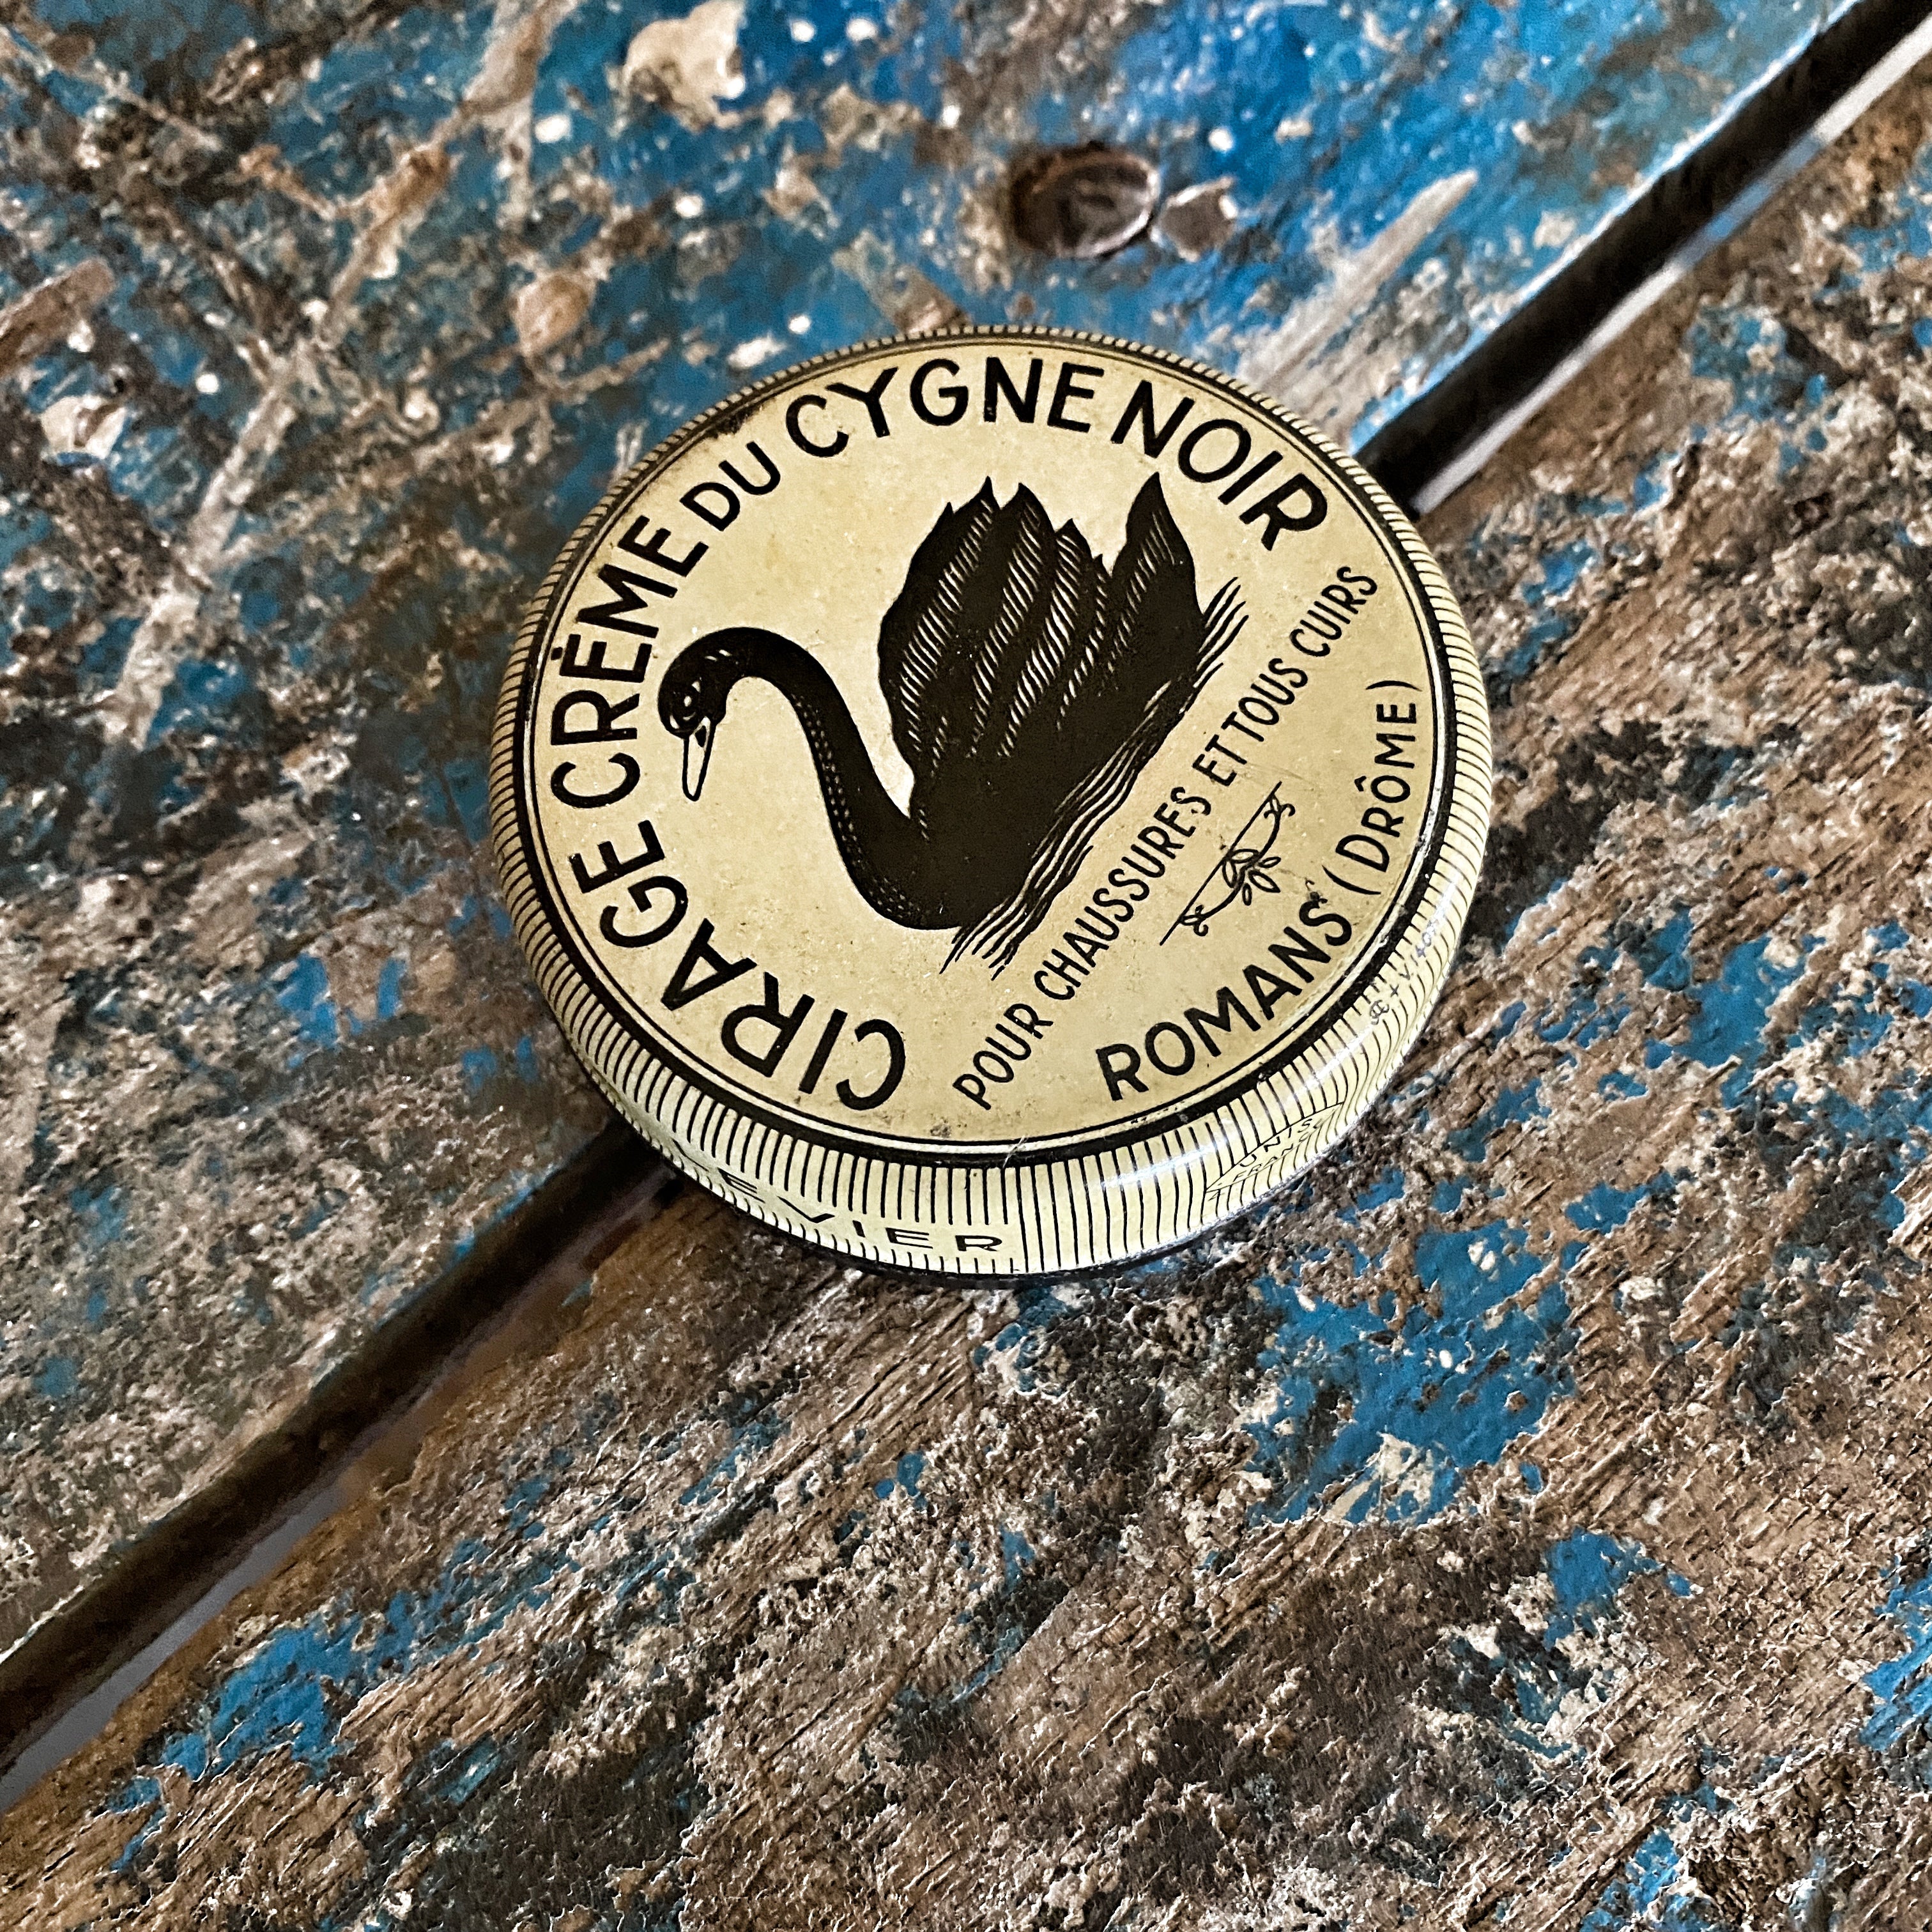 CIRAGE CRÈME DU CYGNE NOIR
POUR CHAUSSURES ET TOUS CUIRS
ROMANS (DRÔME)